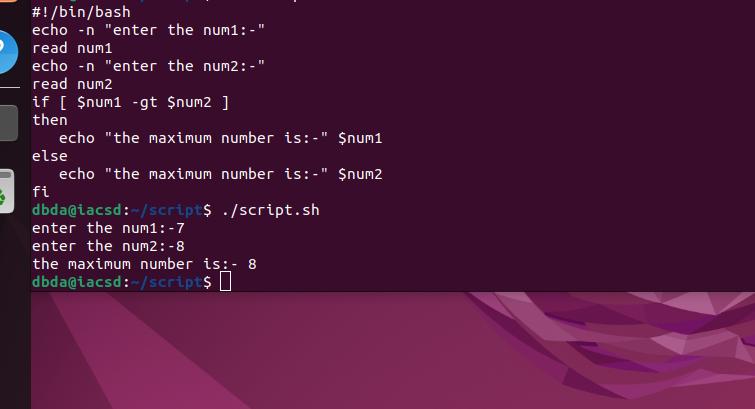 #!/bin/bash
echo -n "enter the num1:-"
read num1
echo -n "enter the num2:-"
read num2
if [ $num1 -gt $num2 ]
then
   echo "the maximum number is:-" $num1
else
   echo "the maximum number is:-" $num2
fi
dbda@iacsd:~/script$ ./script.sh
enter the num1:-7
enter the num2:-8
the maximum number is:- 8
dbda@iacsd:~/script$